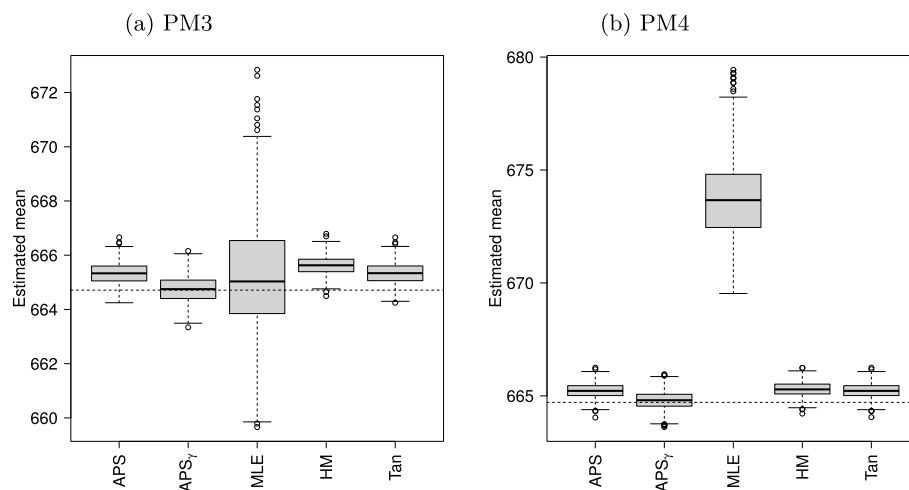 (a) PM3
Estimated mean
672
670
668
666
664
662
660
APS
APSγ
MLE
HM
Tan
(b) PM4
Estimated mean
680
675
670
665
APS
APSγ
MLE
HM
Tan